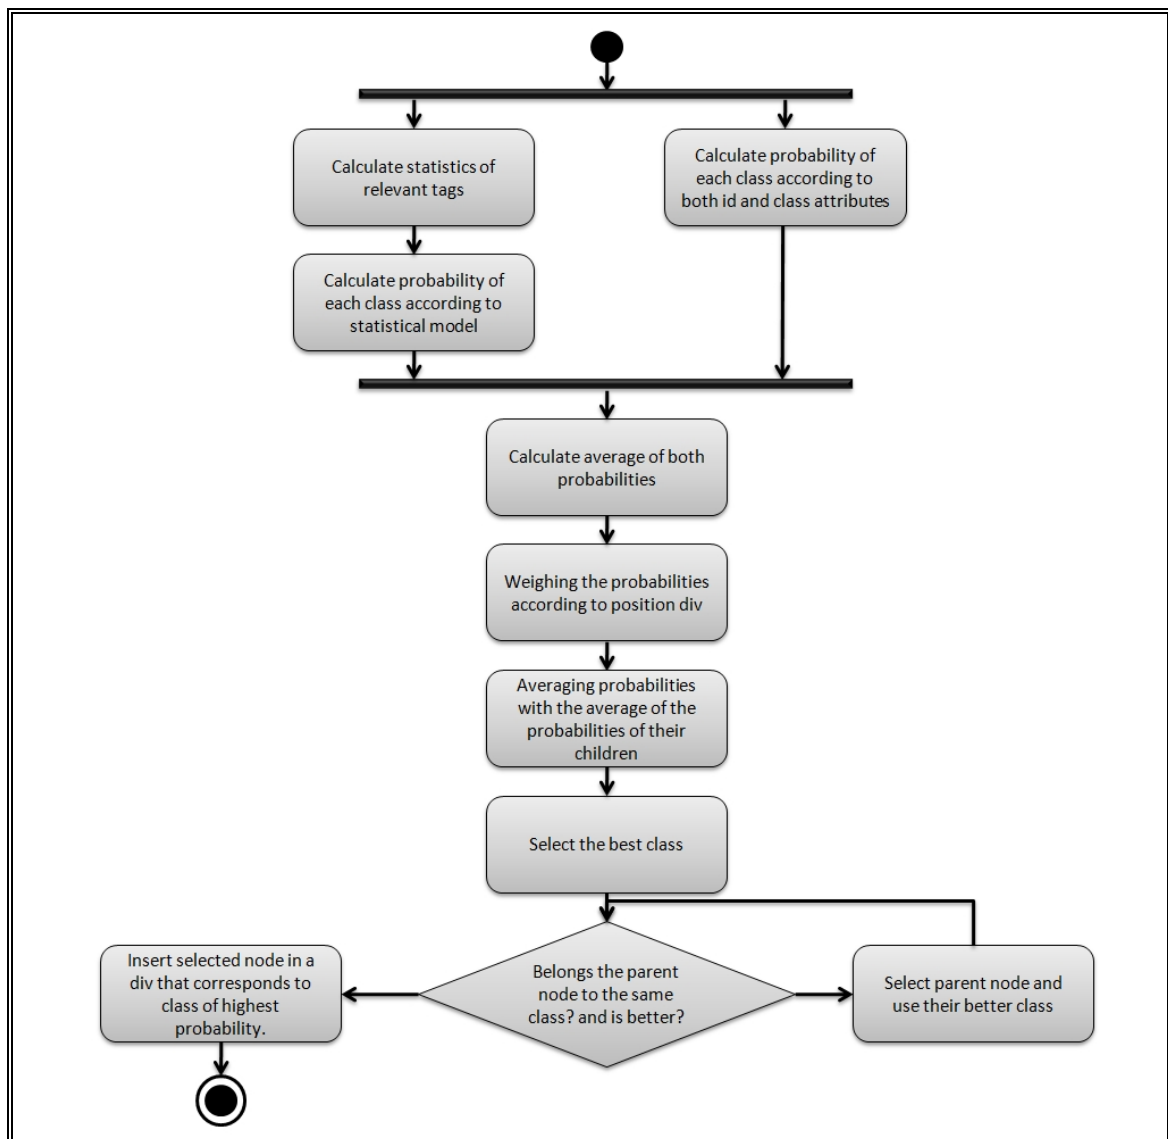 Calculate statistics of
relevant tags
Calculate probability of
each class according to
both id and class attributes
Calculate probability of
each class according to
statistical model
Calculate average of both
probabilities
Weighing the probabilities
according to position div
Averaging probabilities
with the average of the
probabilities of their
children
Select the best class
Insert selected node in a
div that corresponds to
class of highest
probability.
Belongs the parent
node to the same
class? and is better?
Select parent node and
use their better class